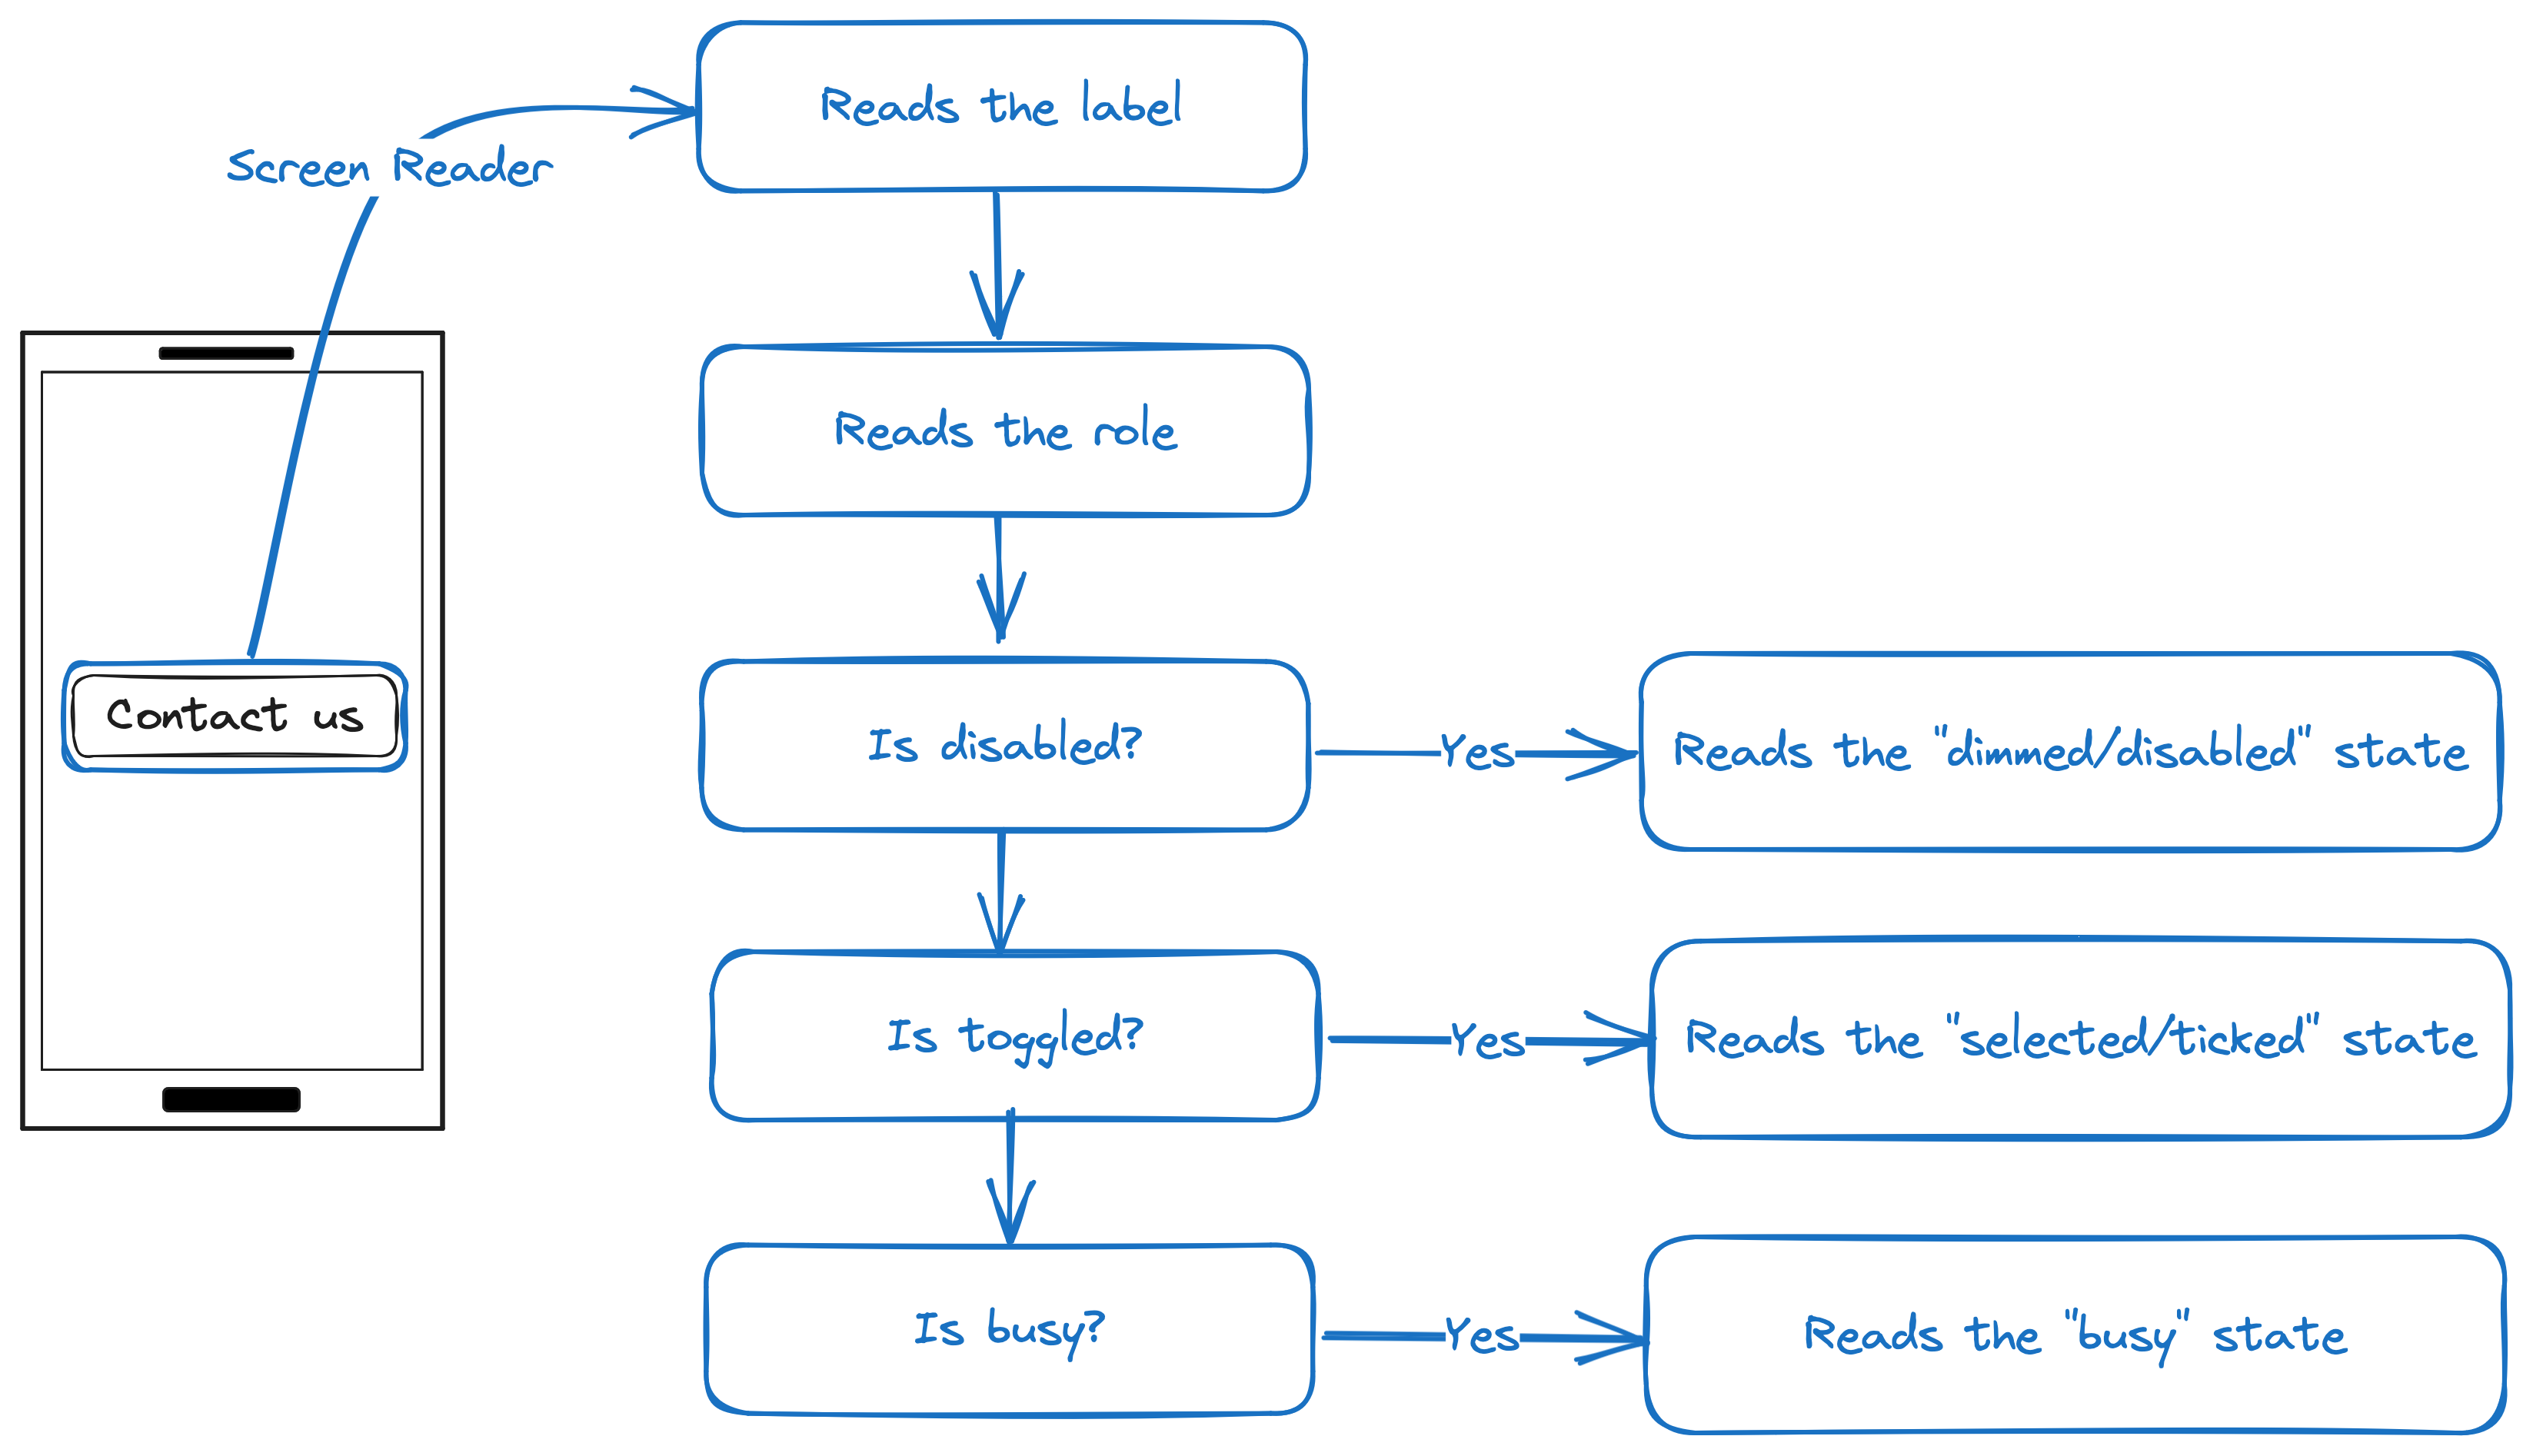 Screen Reader
Contact us
Reads the label
Reads the role
Is disabled?
Yes
Reads the "dimmed/disabled" state
Is toggled?
Yes
Reads the "selected/ticked" state
Is busy?
Yes
Reads the "busy" state